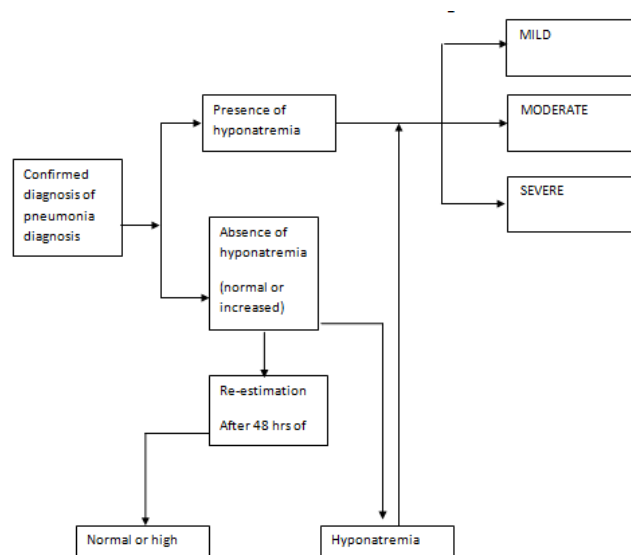 MILD
Presence of
hyponatremia
MODERATE
Confirmed
diagnosis of
pneumonia
diagnosis
SEVERE
Absence of
hyponatremia
(normal or
increased)
Re-estimation
After 48 hrs of
Normal or high
Hyponatremia